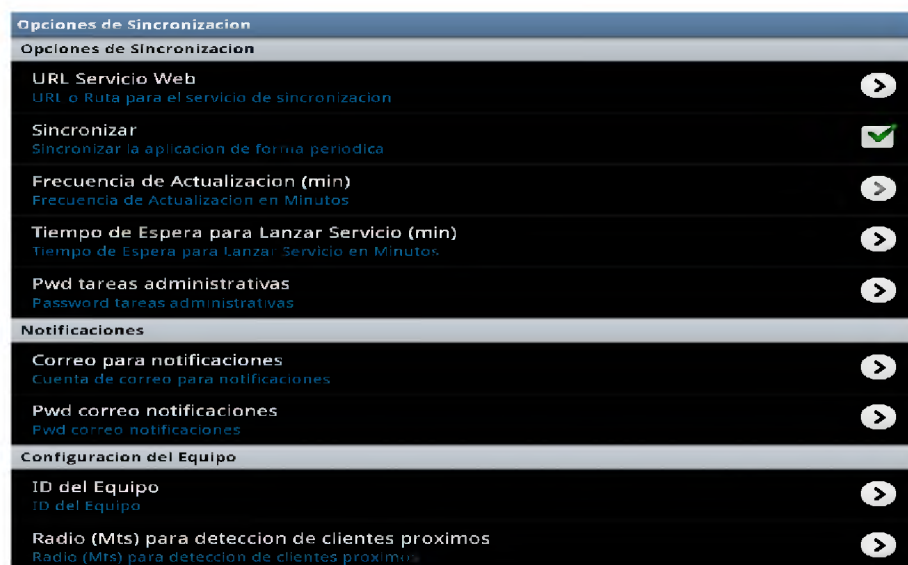 Opciones de Sincronizacion
Opciones de Sincronizacion
URL Servicio Web
URL o Ruta para el servicio de sincronizacion
Sincronizar
Sincronizar la aplicacion de forma periodica
Frecuencia de Actualizacion (min)
Frecuencia de Actualizacion en Minutos
Tiempo de Espera para Lanzar Servicio (min)
Tiempo de Espera para Lanzar Servicio en Minutos
Pwd tareas administrativas
Password tareas administrativas
Notificaciones
Correo para notificaciones
Cuenta de correo para notificaciones
Pwd correo notificaciones
Pwd correo notificaciones
Configuracion del Equipo
ID del Equipo
ID del Equipo
Radio (Mts) para deteccion de clientes proximos
Radio (Mts) para deteccion de clientes proximos